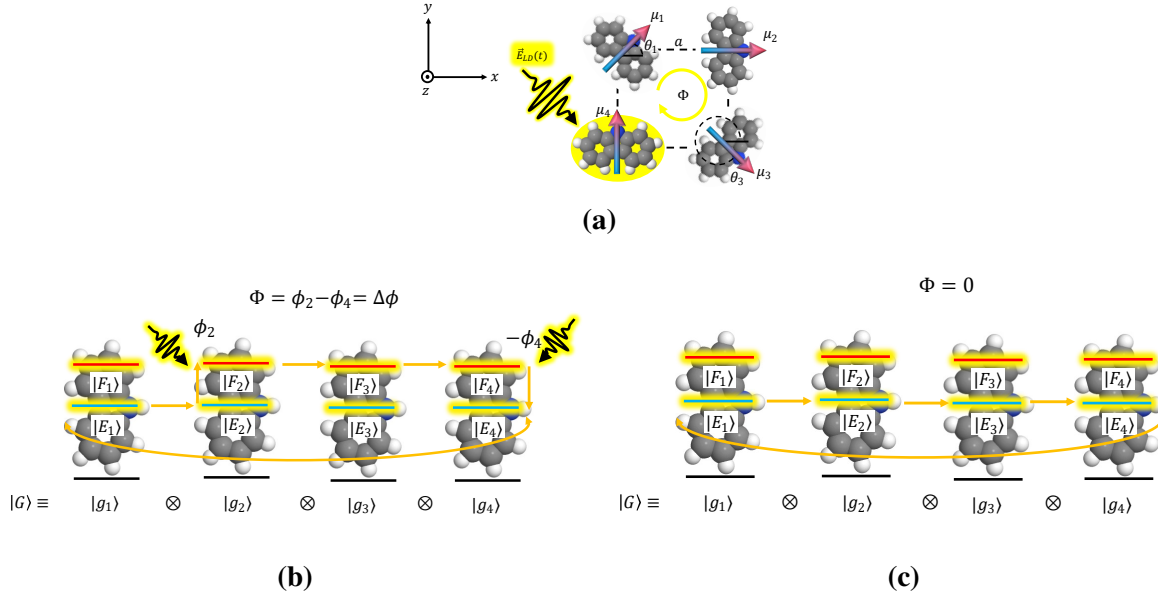 y
x
z
E⃗_LD(t)
μ₁
θ₁
a
μ₂
Φ
μ₄
θ₃
μ₃
(a)
Φ = ϕ₂−ϕ₄= Δϕ
ϕ₂
−ϕ₄
|F₁⟩ |F₂⟩ |F₃⟩ |F₄⟩
|E₁⟩ |E₂⟩ |E₃⟩ |E₄⟩
|G⟩ ≡ |g₁⟩ ⊗ |g₂⟩ ⊗ |g₃⟩ ⊗ |g₄⟩
(b)
Φ = 0
|F₁⟩ |F₂⟩ |F₃⟩ |F₄⟩
|E₁⟩ |E₂⟩ |E₃⟩ |E₄⟩
|G⟩ ≡ |g₁⟩ ⊗ |g₂⟩ ⊗ |g₃⟩ ⊗ |g₄⟩
(c)